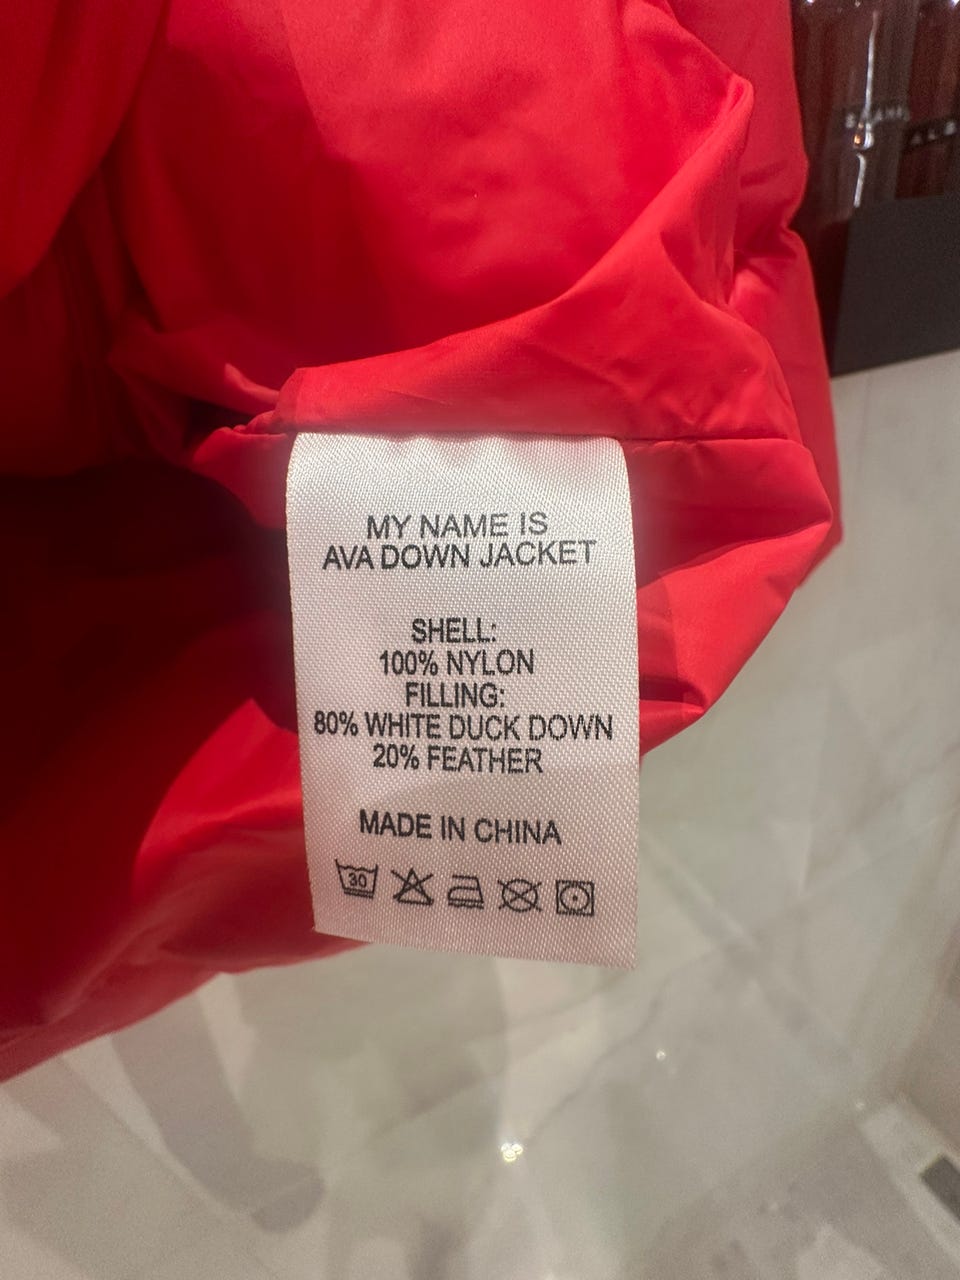 MY NAME IS
AVA DOWN JACKET
SHELL:
100% NYLON
FILLING:
80% WHITE DUCK DOWN
20% FEATHER
MADE IN CHINA
30